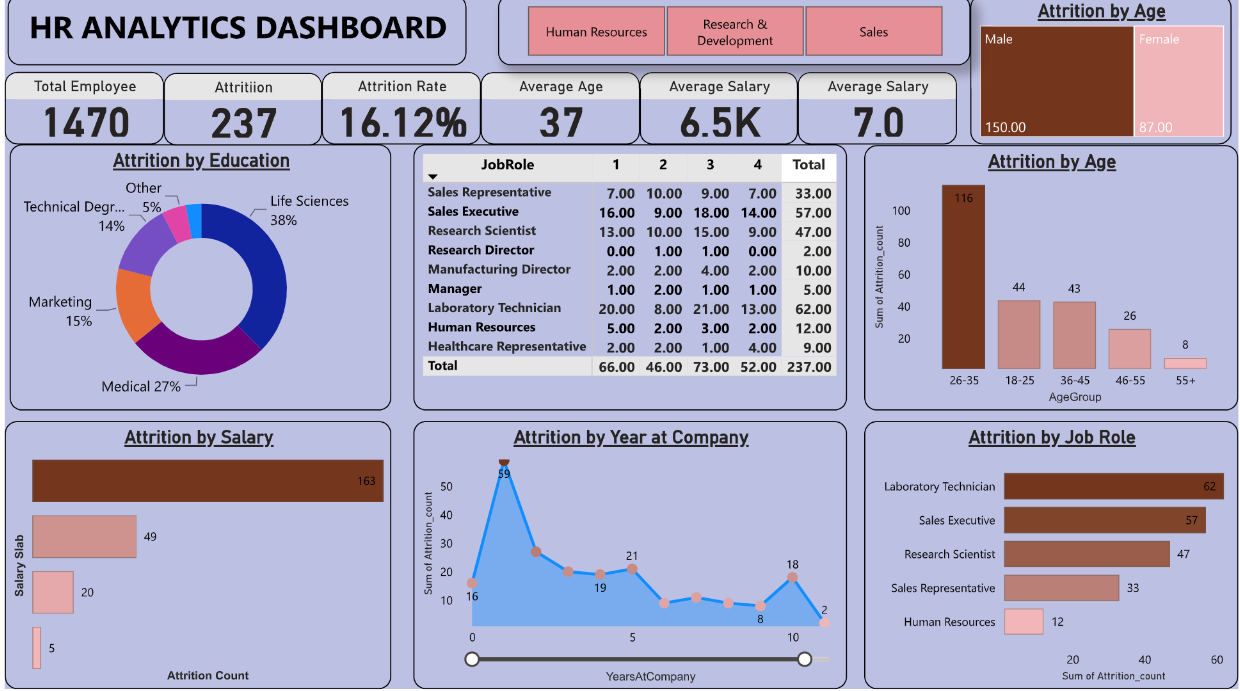 HR ANALYTICS DASHBOARD
Human Resources
Research &
Development
Sales
Attrition by Age
Male
Female
150.00
87.00
Total Employee
1470
Attritiion
237
Attrition Rate
16.12%
Average Age
37
Average Salary
6.5K
Average Salary
7.0
Attrition by Education
Other
5%
Life Sciences
38%
Technical Degr...
14%
Marketing
15%
Medical 27%
JobRole 1 2 3 4 Total
Sales Representative 7.00 10.00 9.00 7.00 33.00
Sales Executive 16.00 9.00 18.00 14.00 57.00
Research Scientist 13.00 10.00 15.00 9.00 47.00
Research Director 0.00 1.00 1.00 0.00 2.00
Manufacturing Director 2.00 2.00 4.00 2.00 10.00
Manager 1.00 2.00 1.00 1.00 5.00
Laboratory Technician 20.00 8.00 21.00 13.00 62.00
Human Resources 5.00 2.00 3.00 2.00 12.00
Healthcare Representative 2.00 2.00 1.00 4.00 9.00
Total 66.00 46.00 73.00 52.00 237.00
Attrition by Age
Sum of Attrition_count
100
80
60
40
20
116
44
43
26
8
26-35 18-25 36-45 46-55 55+
AgeGroup
Attrition by Salary
Salary Slab
163
49
20
5
Attrition Count
Attrition by Year at Company
Sum of Attrition_count
50
40
30
20
10
16
59
19
21
8
18
2
0 5 10
YearsAtCompany
Attrition by Job Role
Laboratory Technician 62
Sales Executive 57
Research Scientist 47
Sales Representative 33
Human Resources 12
20 40 60
Sum of Attrition_count